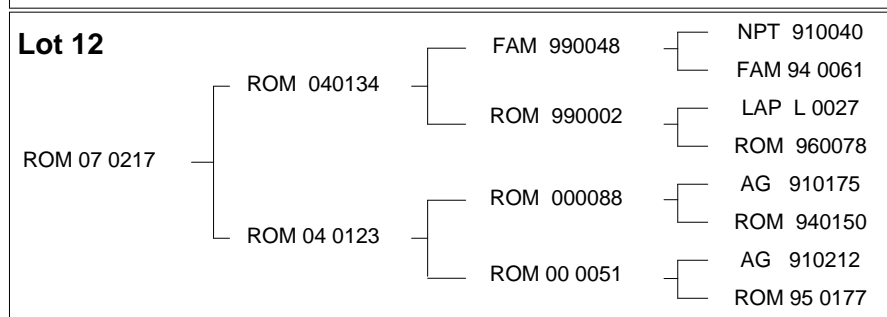 Lot 12
NPT 910040
FAM 990048
FAM 94 0061
ROM 040134
LAP L 0027
ROM 990002
ROM 960078
ROM 07 0217
AG 910175
ROM 000088
ROM 940150
ROM 04 0123
AG 910212
ROM 00 0051
ROM 95 0177